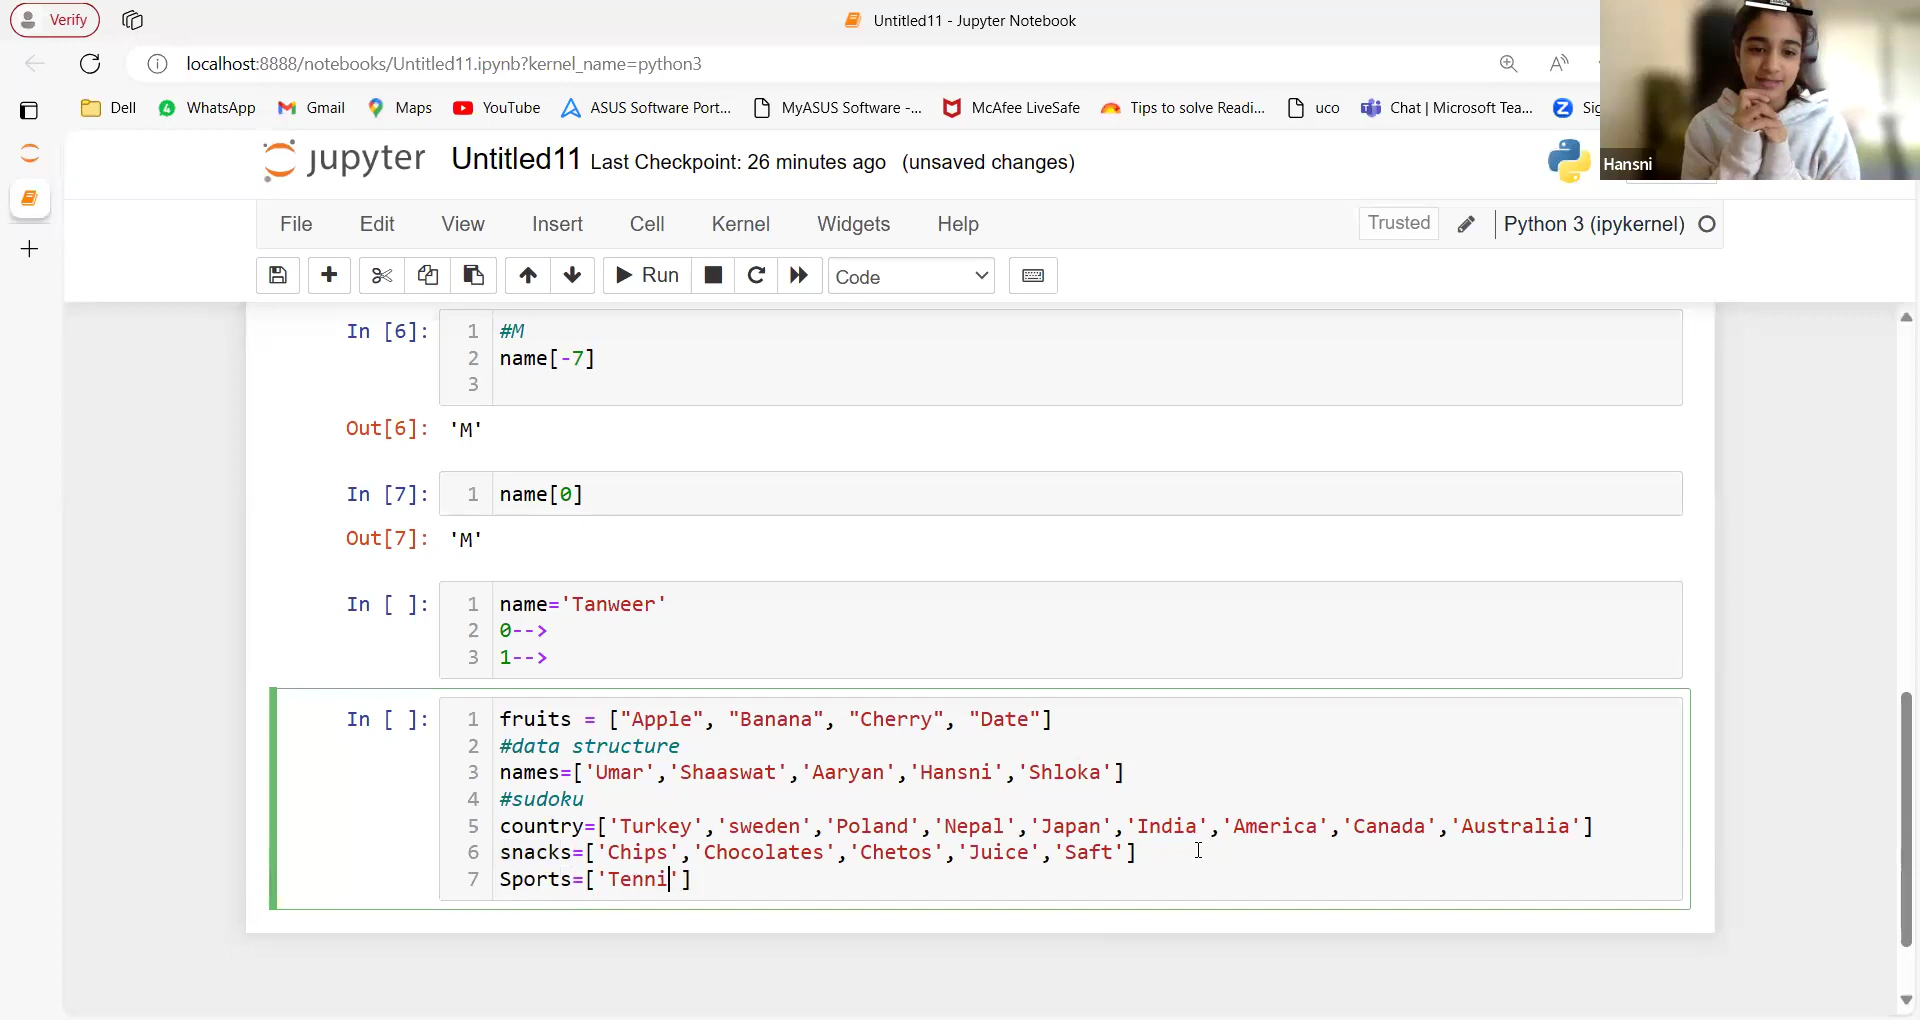 Verify
Untitled11 - Jupyter Notebook
localhost:8888/notebooks/Untitled11.ipynb?kernel_name=python3
Dell WhatsApp Gmail Maps YouTube ASUS Software Port... MyASUS Software -... McAfee LiveSafe Tips to solve Readi... uco Chat | Microsoft Tea... Z Sig
Hansni
jupyter Untitled11 Last Checkpoint: 26 minutes ago (unsaved changes)
File Edit View Insert Cell Kernel Widgets Help Trusted Python 3 (ipykernel)
Run Code
In [6]: 1 #M
2 name[-7]
3
Out[6]: 'M'
In [7]: 1 name[0]
Out[7]: 'M'
In [ ]: 1 name='Tanweer'
2 0-->
3 1-->
In [ ]: 1 fruits = ["Apple", "Banana", "Cherry", "Date"]
2 #data structure
3 names=['Umar','Shaaswat','Aaryan','Hansni','Shloka']
4 #sudoku
5 country=['Turkey','sweden','Poland','Nepal','Japan','India','America','Canada','Australia']
6 snacks=['Chips','Chocolates','Chetos','Juice','Saft']
7 Sports=['Tenni']